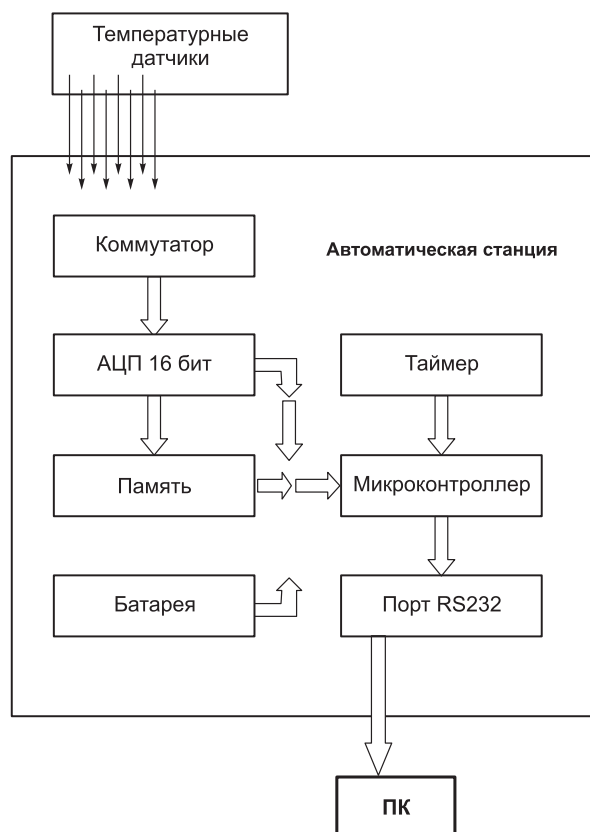 Температурные
датчики
Коммутатор
Автоматическая станция
АЦП 16 бит
Таймер
Память
Микроконтроллер
Батарея
Порт RS232
ПК